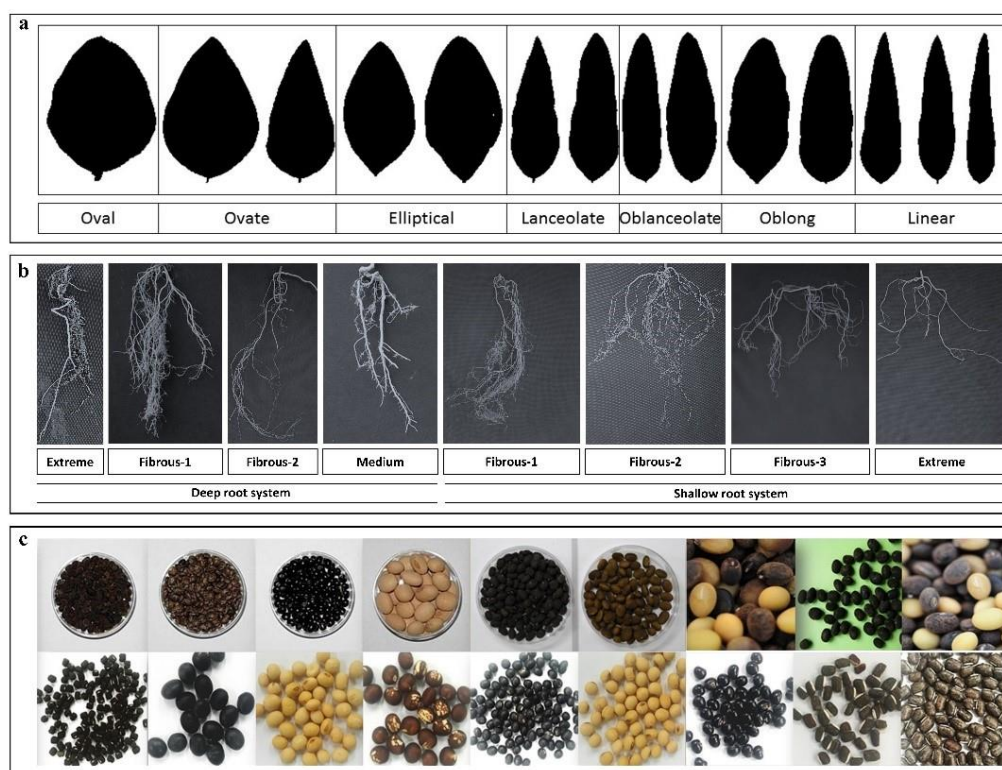 a
Oval Ovate Elliptical Lanceolate Oblanceolate Oblong Linear
b
Extreme Fibrous-1 Fibrous-2 Medium Fibrous-1 Fibrous-2 Fibrous-3 Extreme
Deep root system Shallow root system
c